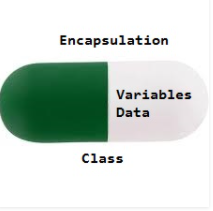 Encapsulation
Variables
Data
Class